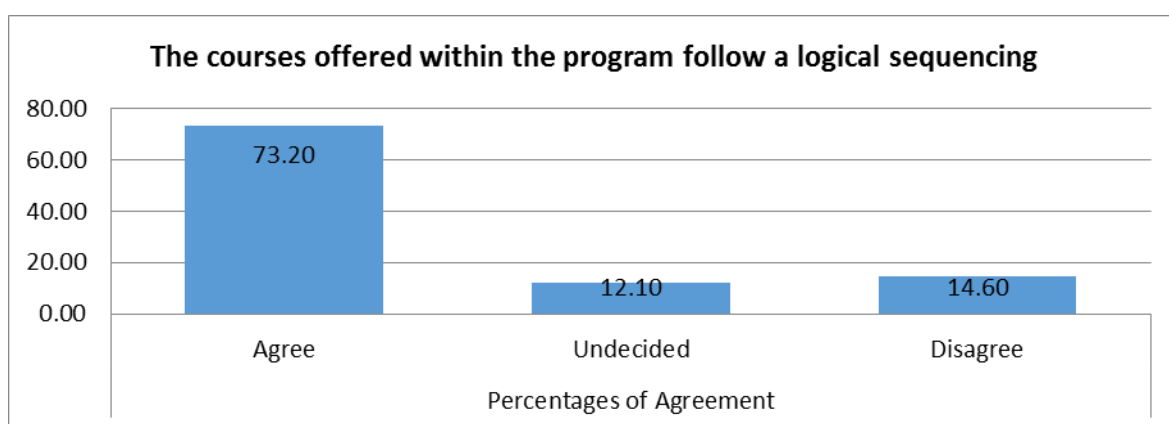 The courses offered within the program follow a logical sequencing
80.00
60.00
40.00
20.00
0.00
73.20
12.10
14.60
Agree Undecided Disagree
Percentages of Agreement